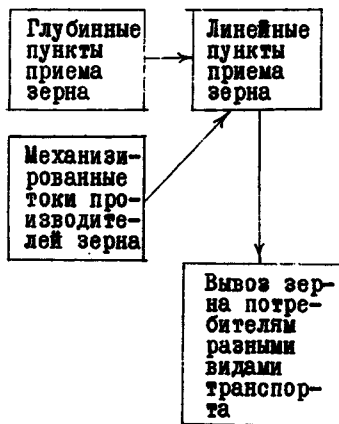 Глубинные
пункты
приема
зерна
Линейные
пункты
приема
зерна
Механизи-
рованные
токи про-
изводите-
лей зерна
Вывоз зер-
на потре-
бителям
разными
видами
транспор-
та